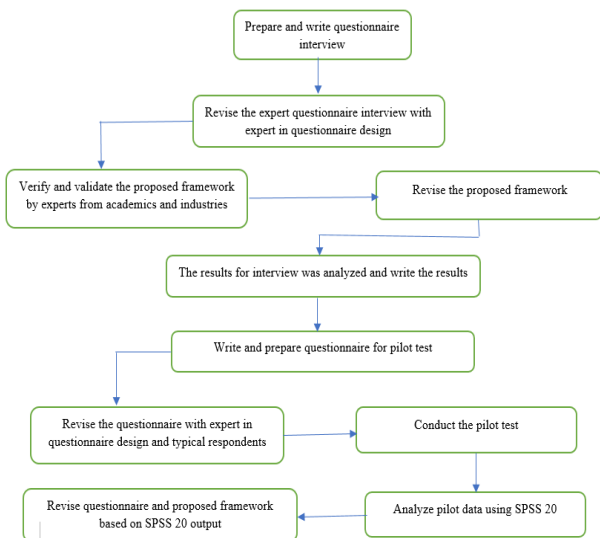 Prepare and write questionnaire
interview
Revise the expert questionnaire interview with
expert in questionnaire design
Verify and validate the proposed framework
by experts from academics and industries
Revise the proposed framework
The results for interview was analyzed and write the results
Write and prepare questionnaire for pilot test
Revise the questionnaire with expert in
questionnaire design and typical respondents
Conduct the pilot test
Analyze pilot data using SPSS 20
Revise questionnaire and proposed framework
based on SPSS 20 output